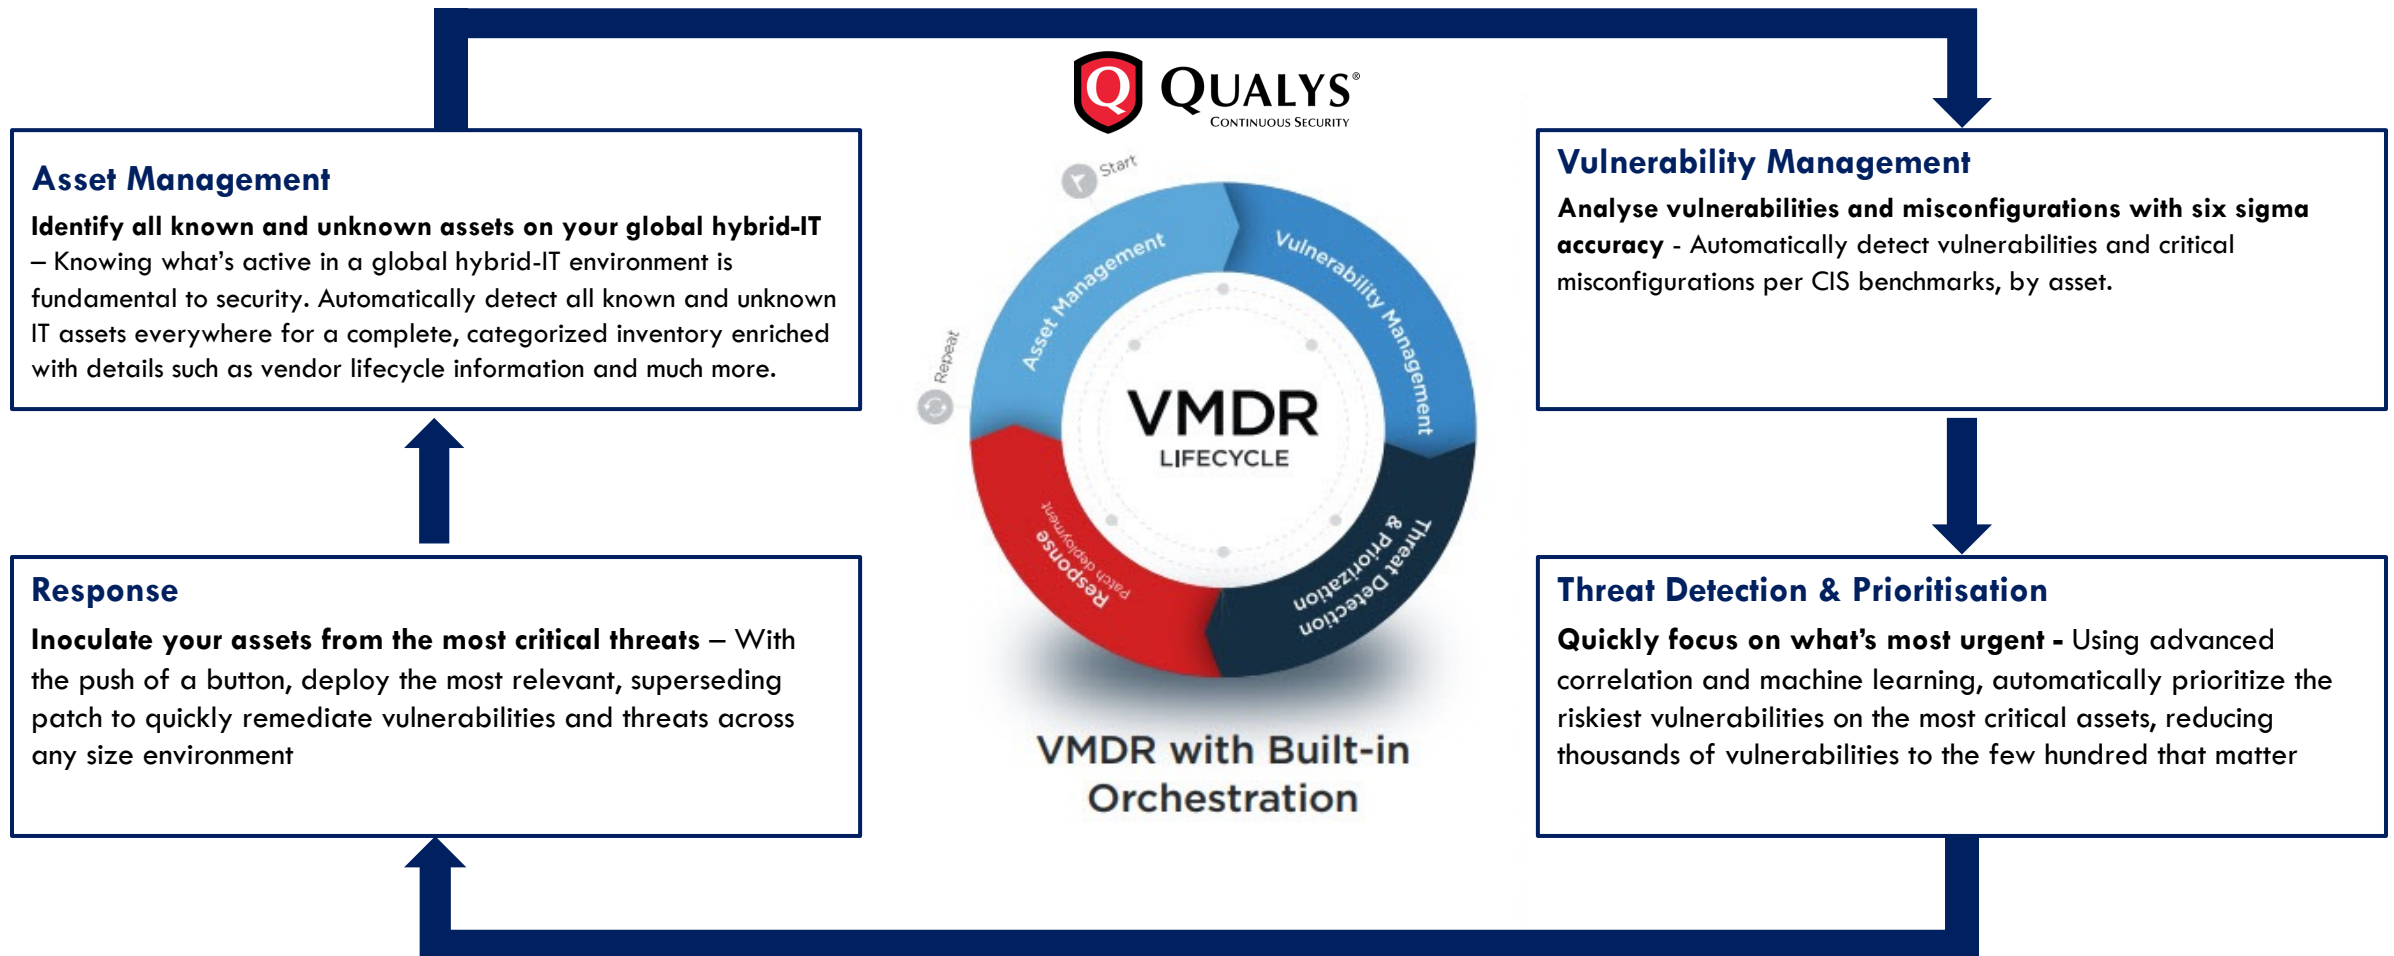 QUALYS®
CONTINUOUS SECURITY
Asset Management
Identify all known and unknown assets on your global hybrid-IT
– Knowing what's active in a global hybrid-IT environment is
fundamental to security. Automatically detect all known and unknown
IT assets everywhere for a complete, categorized inventory enriched
with details such as vendor lifecycle information and much more.
Vulnerability Management
Analyse vulnerabilities and misconfigurations with six sigma
accuracy - Automatically detect vulnerabilities and critical
misconfigurations per CIS benchmarks, by asset.
Start
Repeat
Asset Management
Vulnerability Management
Threat Detection
& Priorization
Response
Patch deployment
VMDR
LIFECYCLE
VMDR with Built-in
Orchestration
Response
Inoculate your assets from the most critical threats – With
the push of a button, deploy the most relevant, superseding
patch to quickly remediate vulnerabilities and threats across
any size environment
Threat Detection & Prioritisation
Quickly focus on what's most urgent - Using advanced
correlation and machine learning, automatically prioritize the
riskiest vulnerabilities on the most critical assets, reducing
thousands of vulnerabilities to the few hundred that matter